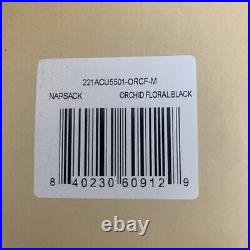 221ACU5501-ORCF-M
NAPSACK ORCHID FLORAL BLACK
8 40230 60912 9